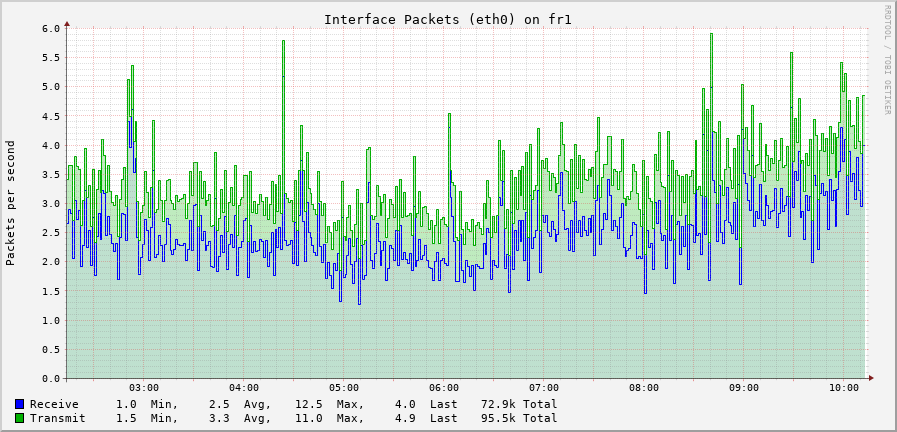 Interface Packets (eth0) on fr1
RRDTOOL / TOBI OETIKER
Packets per second
6.0
5.5
5.0
4.5
4.0
3.5
3.0
2.5
2.0
1.5
1.0
0.5
0.0
03:00 04:00 05:00 06:00 07:00 08:00 09:00 10:00
Receive 1.0 Min, 2.5 Avg, 12.5 Max, 4.0 Last 72.9k Total
Transmit 1.5 Min, 3.3 Avg, 11.0 Max, 4.9 Last 95.5k Total